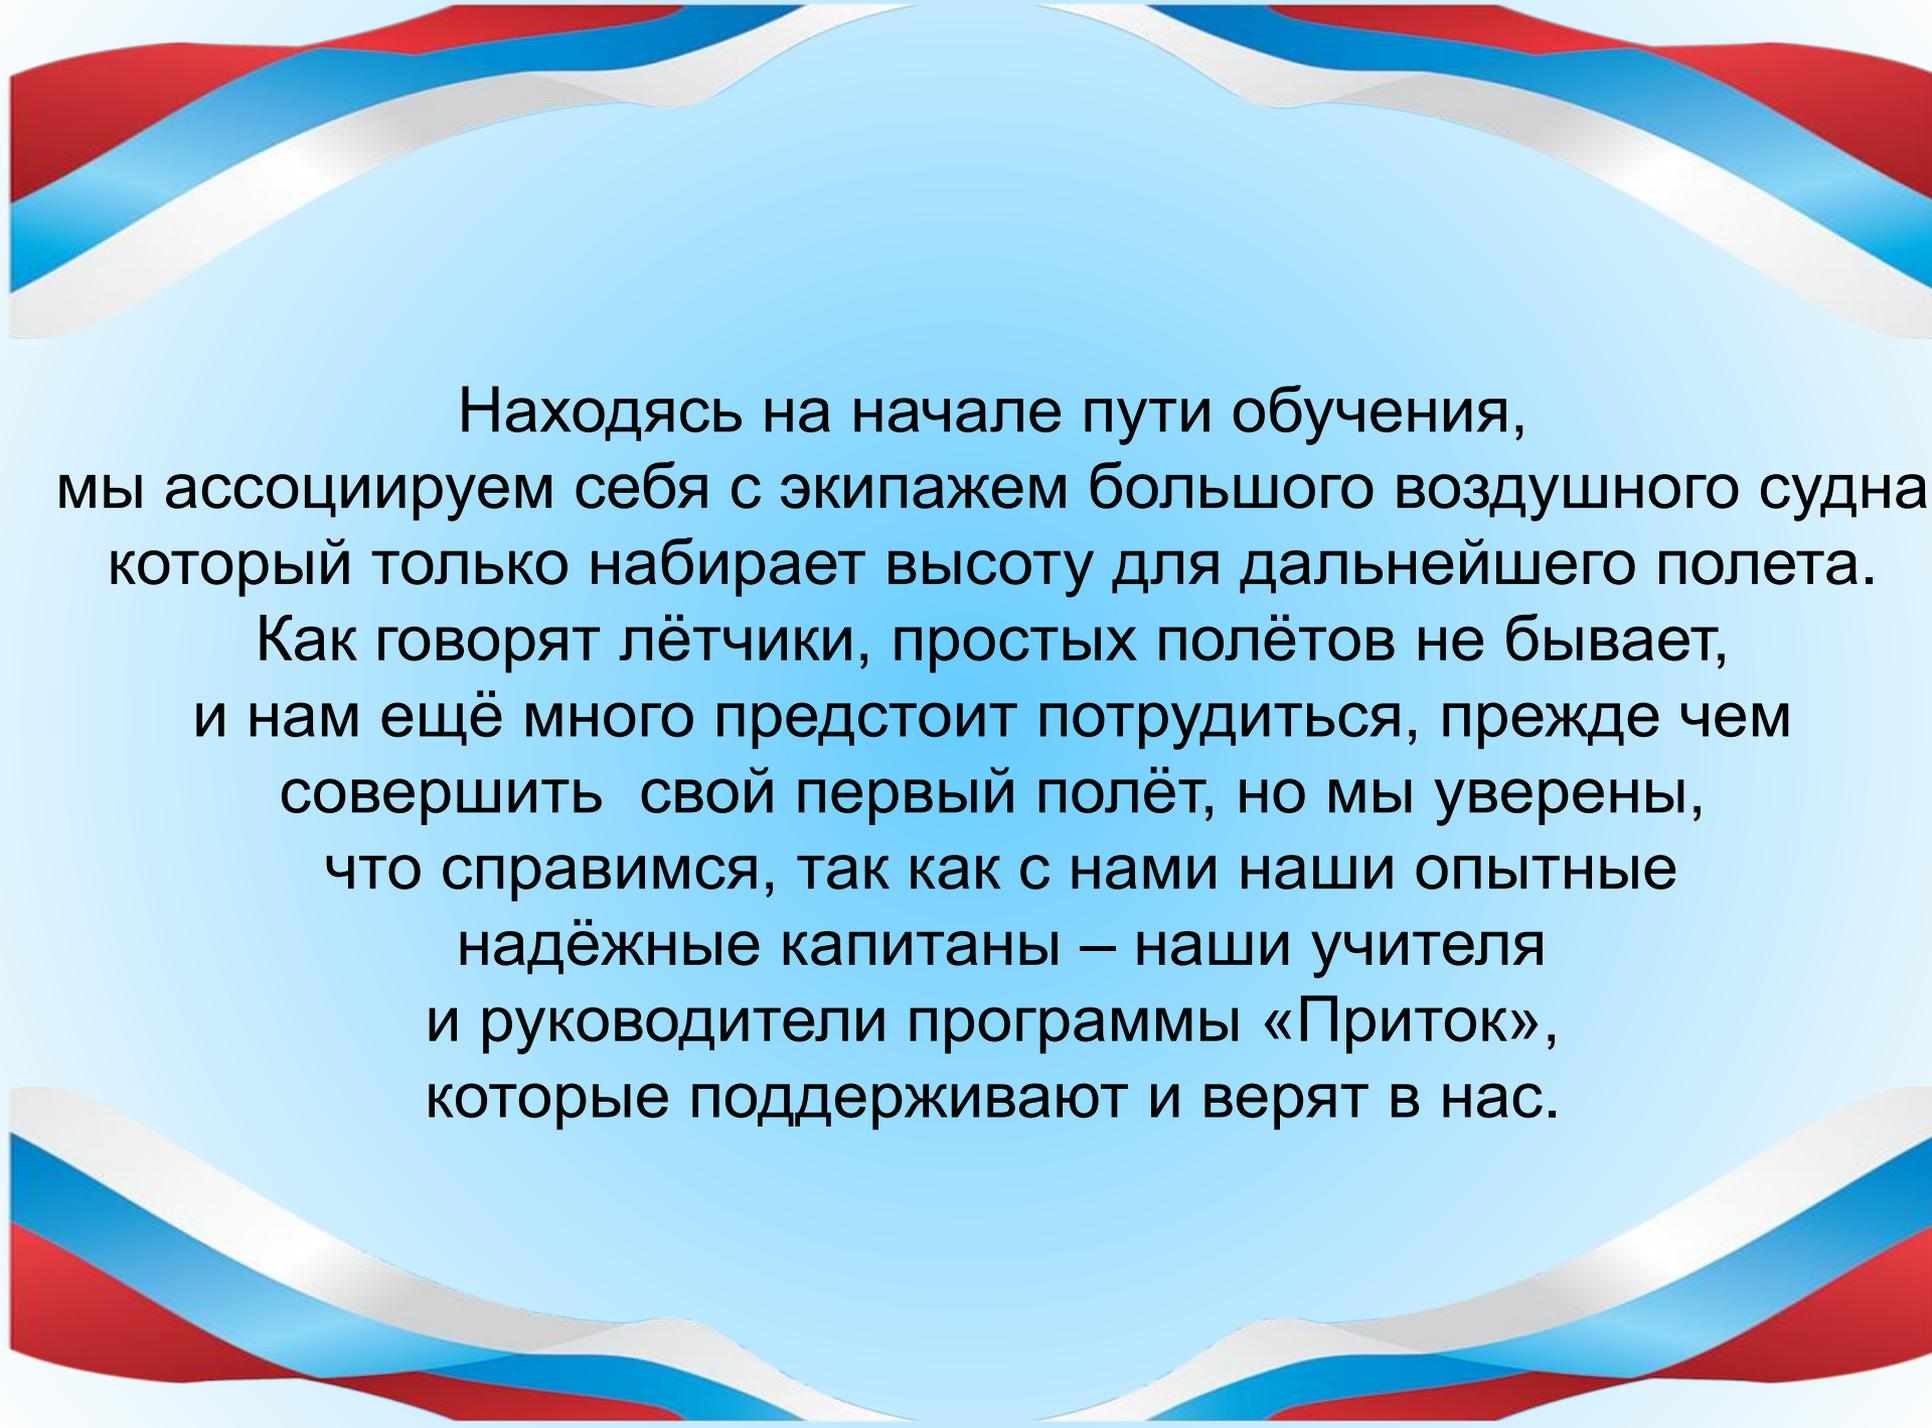 Находясь на начале пути обучения,
мы ассоциируем себя с экипажем большого воздушного судна
который только набирает высоту для дальнейшего полета.
Как говорят лётчики, простых полётов не бывает,
и нам ещё много предстоит потрудиться, прежде чем
совершить  свой первый полёт, но мы уверены,
что справимся, так как с нами наши опытные
надёжные капитаны – наши учителя
и руководители программы «Приток»,
которые поддерживают и верят в нас.